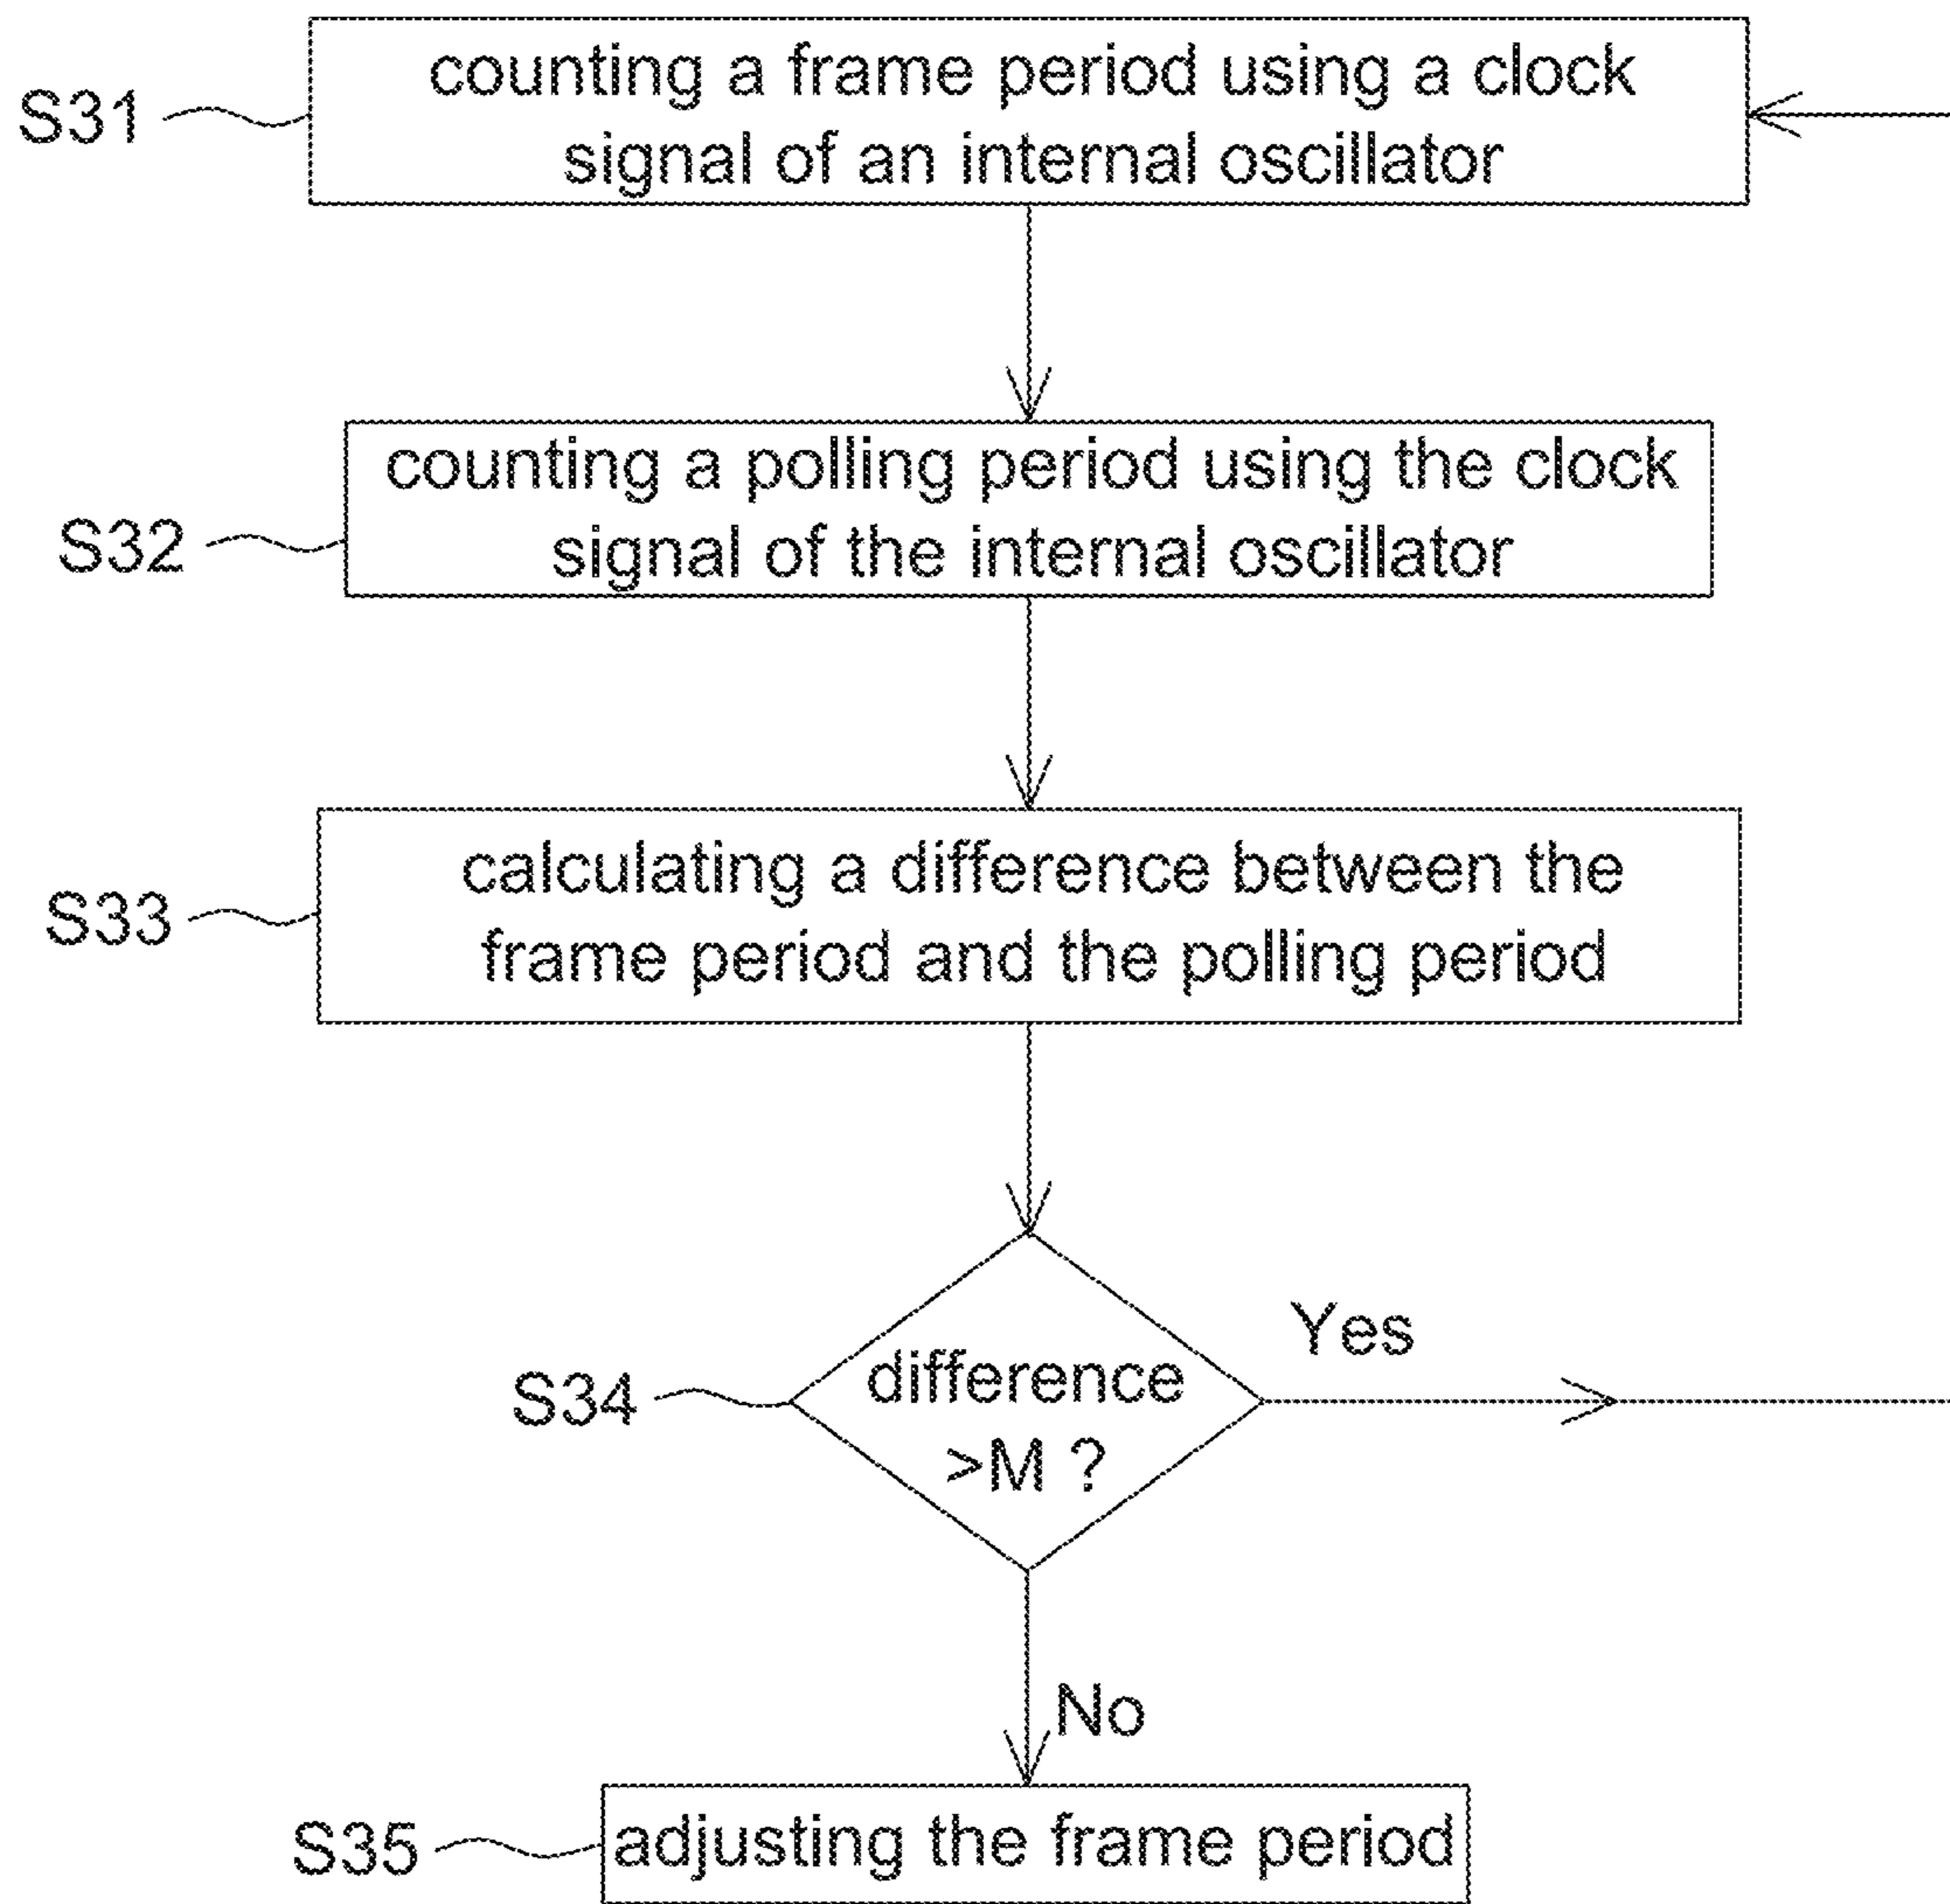 counting a frame period using a clock
signal of an internal oscillator
S31
counting a polling period using the clock
signal of the internal oscillator
S32
calculating a difference between the
frame period and the polling period
S33
difference
>M ?
S34
Yes
No
adjusting the frame period
S35